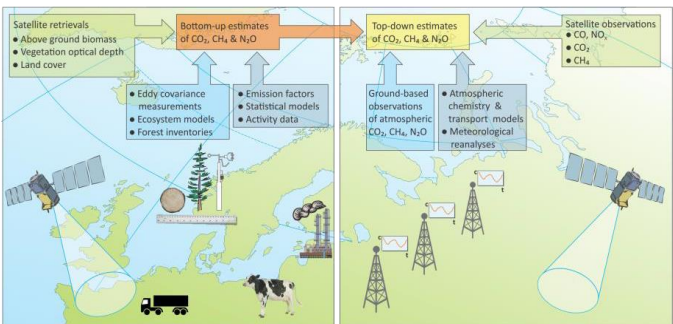 Satellite retrievals
● Above ground biomass
● Vegetation optical depth
● Land cover
Bottom-up estimates
of CO₂, CH₄ & N₂O
● Eddy covariance
measurements
● Ecosystem models
● Forest inventories
● Emission factors
● Statistical models
● Activity data
Top-down estimates
of CO₂, CH₄ & N₂O
Satellite observations
● CO, NOₓ
● CO₂
● CH₄
Ground-based
observations
of atmospheric
CO₂, CH₄, N₂O
● Atmospheric
chemistry &
transport models
● Meteorological
reanalyses
c
t
c
t
c
t